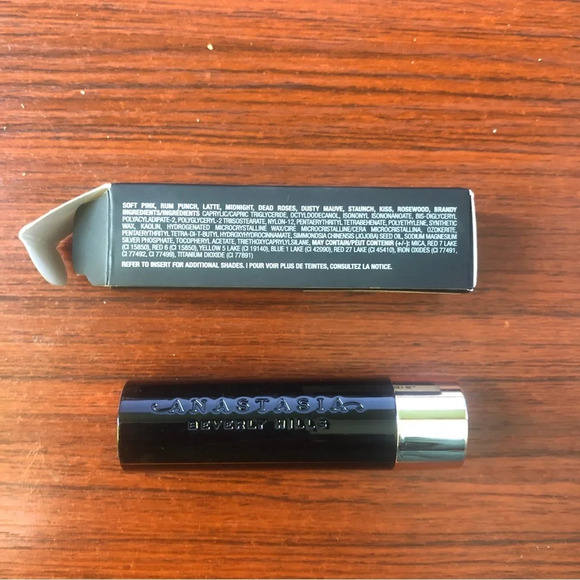 SOFT PINK, RUM PUNCH, LATTE, MIDNIGHT, DEAD ROSES, DUSTY MAUVE, STAUNCH, KISS, ROSEWOOD, BRANDY
INGREDIENTS/INGRÉDIENTS CAPRYLIC/CAPRIC TRIGLYCERIDE, OCTYLDODECANOL, ISONONYL ISONONANOATE, BIS-DIGLYCERYL
POLYACYLADIPATE-2, POLYGLYCERYL-2 TRIISOSTEARATE, NYLON-12, PENTAERYTHRITYL TETRABEHENATE, POLYETHYLENE, SYNTHETIC
WAX, KAOLIN, HYDROGENATED MICROCRYSTALLINE WAX/CIRE MICROCRISTALLINA, OZOKERITE,
PENTAERYTHRITYL TETRA-DI-T-BUTYL HYDROXYHYDROCINNAMATE, SIMMONDSIA CHINENSIS (JOJOBA) SEED OIL, SODIUM MAGNESIUM
SILVER PHOSPHATE, TOCOPHERYL ACETATE, TRIETHOXYCAPRYLYLSILANE, MAY CONTAIN/PEUT CONTENIR (+/-): MICA, RED 7 LAKE
(CI 15850), RED 6 (CI 15850), YELLOW 5 LAKE (CI 19140), BLUE 1 LAKE (CI 42090), RED 27 LAKE (CI 45410), IRON OXIDES (CI 77491,
CI 77492, CI 77499), TITANIUM DIOXIDE (CI 77891)
REFER TO INSERT FOR ADDITIONAL SHADES. | POUR VOIR PLUS DE TEINTES, CONSULTEZ LA NOTICE.
ANASTASIA
BEVERLY HILLS